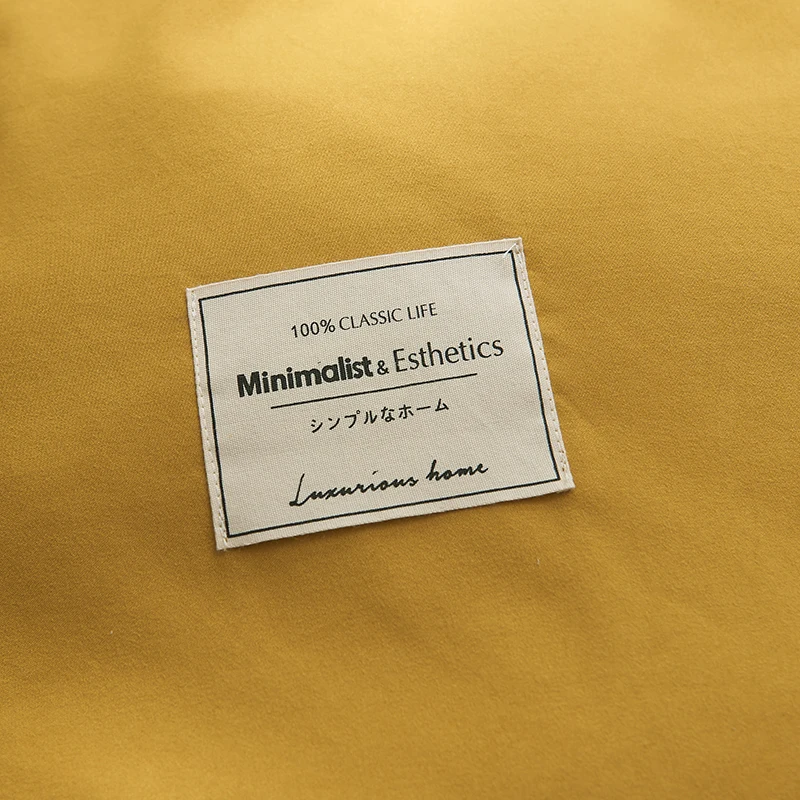 100% CLASSIC LIFE
Minimalist & Esthetics
シンプルなホーム
Luxurious home